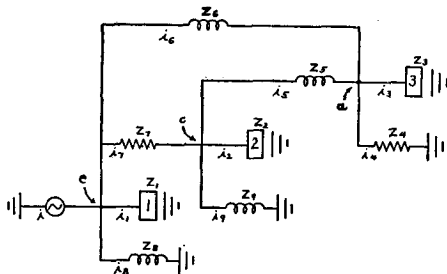 i6 Z6
i5 Z5 i3 Z3 3
a
i4 Z4
i7 Z7 c i2 Z2 2
i9 Z9
e
i i1 Z1 1
i8 Z8